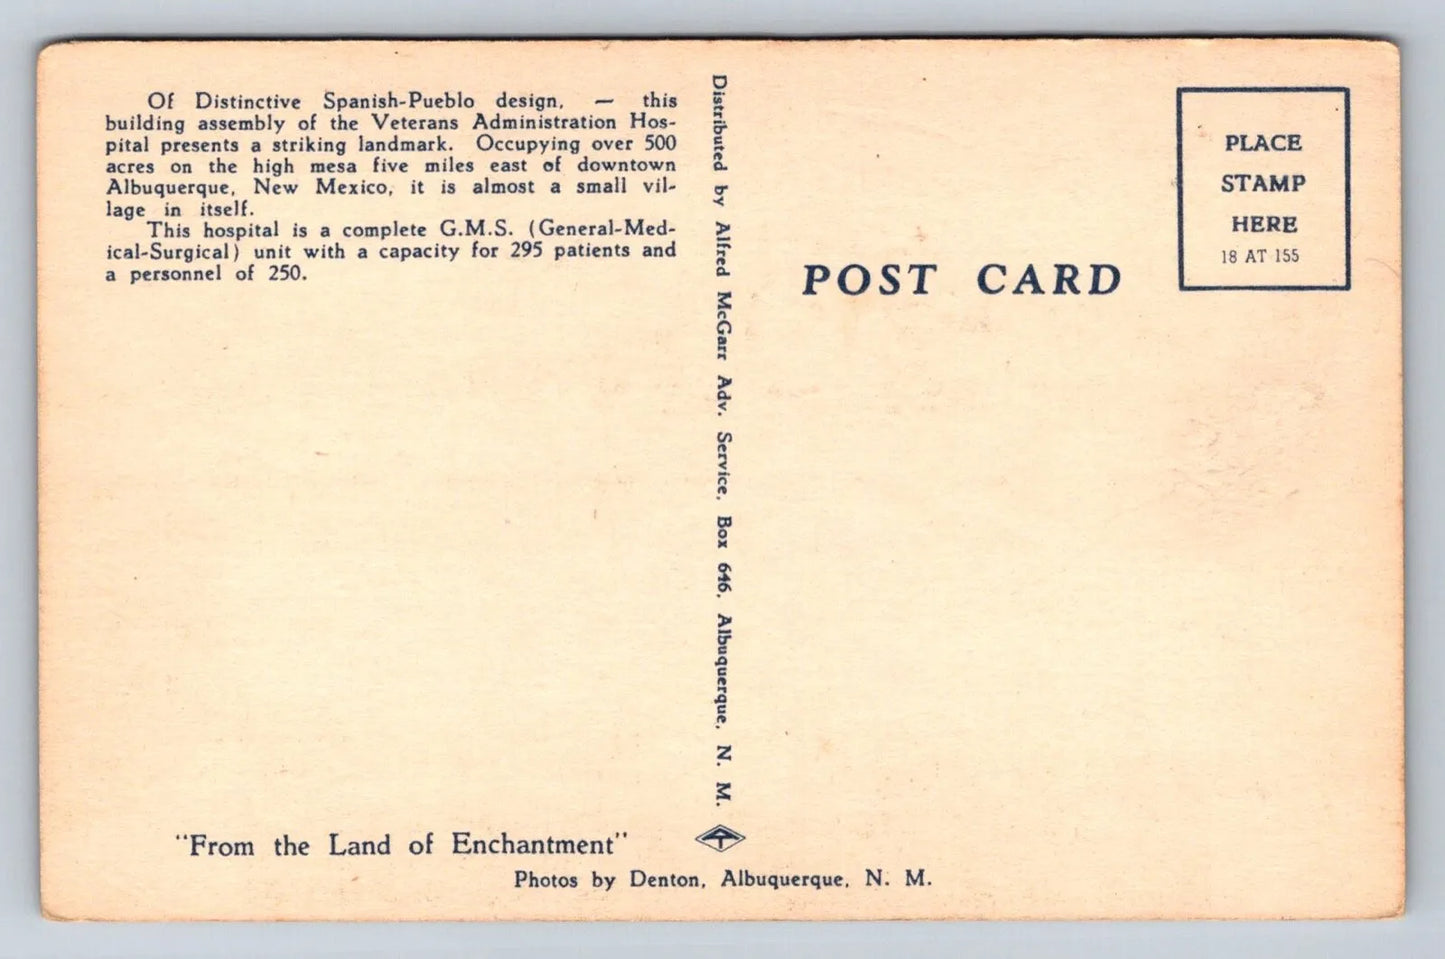 Of Distinctive Spanish-Pueblo design, — this
building assembly of the Veterans Administration Hos-
pital presents a striking landmark. Occupying over 500
acres on the high mesa five miles east of downtown
Albuquerque, New Mexico, it is almost a small vil-
lage in itself.
This hospital is a complete G.M.S. (General-Med-
ical-Surgical) unit with a capacity for 295 patients and
a personnel of 250.
"From the Land of Enchantment"
Distributed by Alfred McGarr Adv. Service, Box 646, Albuquerque, N. M.
Photos by Denton, Albuquerque, N. M.
POST CARD
PLACE
STAMP
HERE
18 AT 155